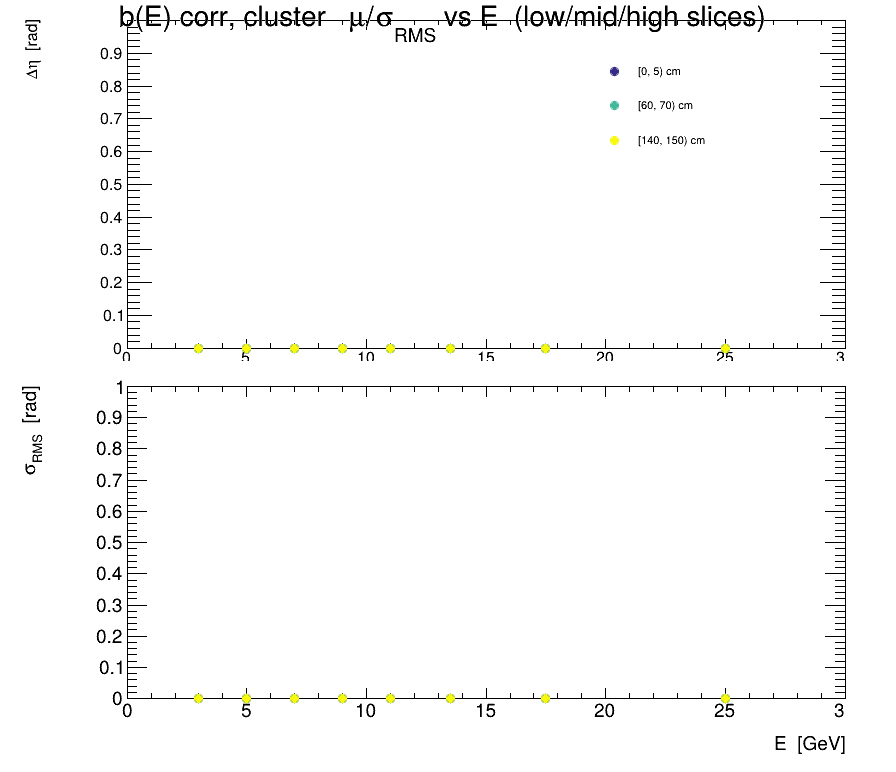 b(E) corr, cluster μ/σRMS vs E (low/mid/high slices)
Δη [rad]
[0, 5) cm
[60, 70) cm
[140, 150) cm
0.9
0.8
0.7
0.6
0.5
0.4
0.3
0.2
0.1
0
0 5 10 15 20 25 3
σRMS [rad]
1
0.9
0.8
0.7
0.6
0.5
0.4
0.3
0.2
0.1
0
0 5 10 15 20 25 3
E [GeV]